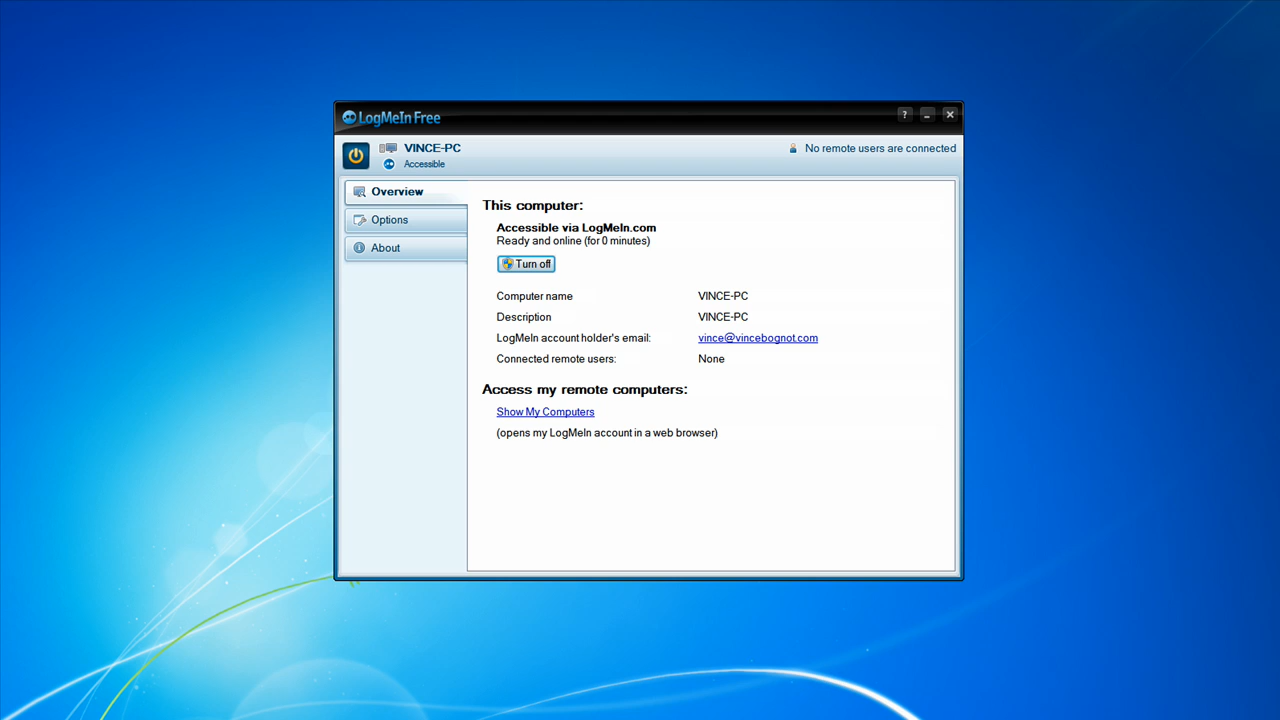 LogMeIn Free
?
VINCE-PC
No remote users are connected
Accessible
Overview
Options
About
This computer:
Accessible via LogMeIn.com
Ready and online (for 0 minutes)
Turn off
Computer name VINCE-PC
Description VINCE-PC
LogMeIn account holder's email: vince@vincebognot.com
Connected remote users: None
Access my remote computers:
Show My Computers
(opens my LogMeIn account in a web browser)